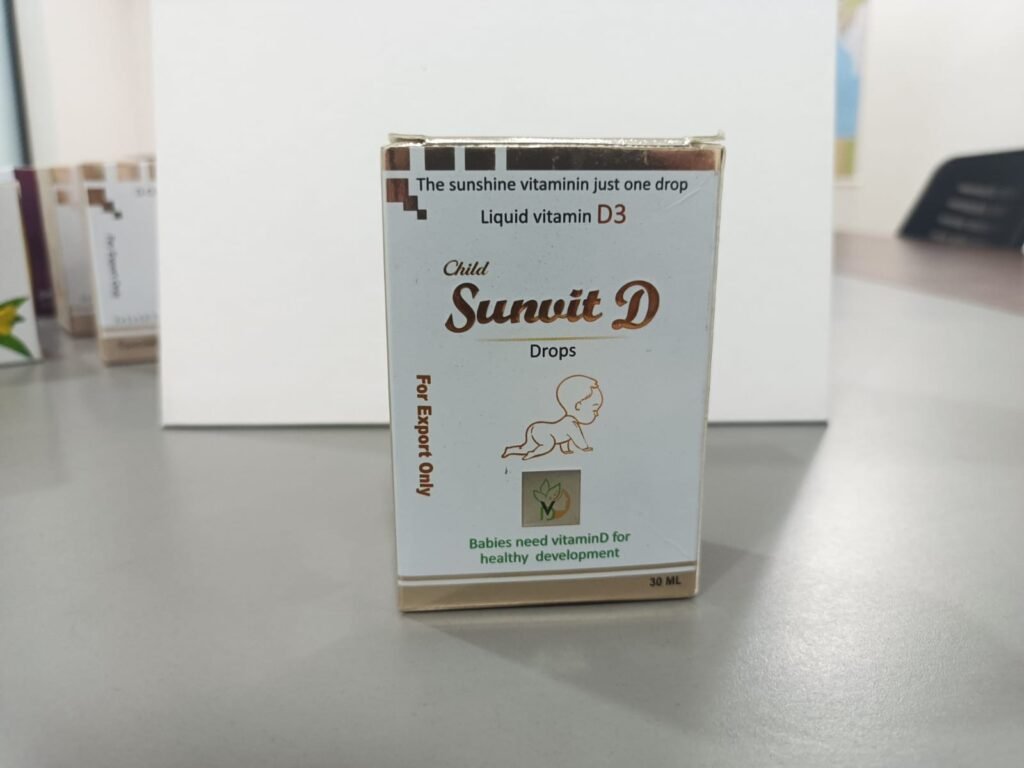 The sunshine vitaminin just one drop
Liquid vitamin D3
Child
Sunvit D
Drops
For Export Only
Babies need vitaminD for
healthy development
30 ML